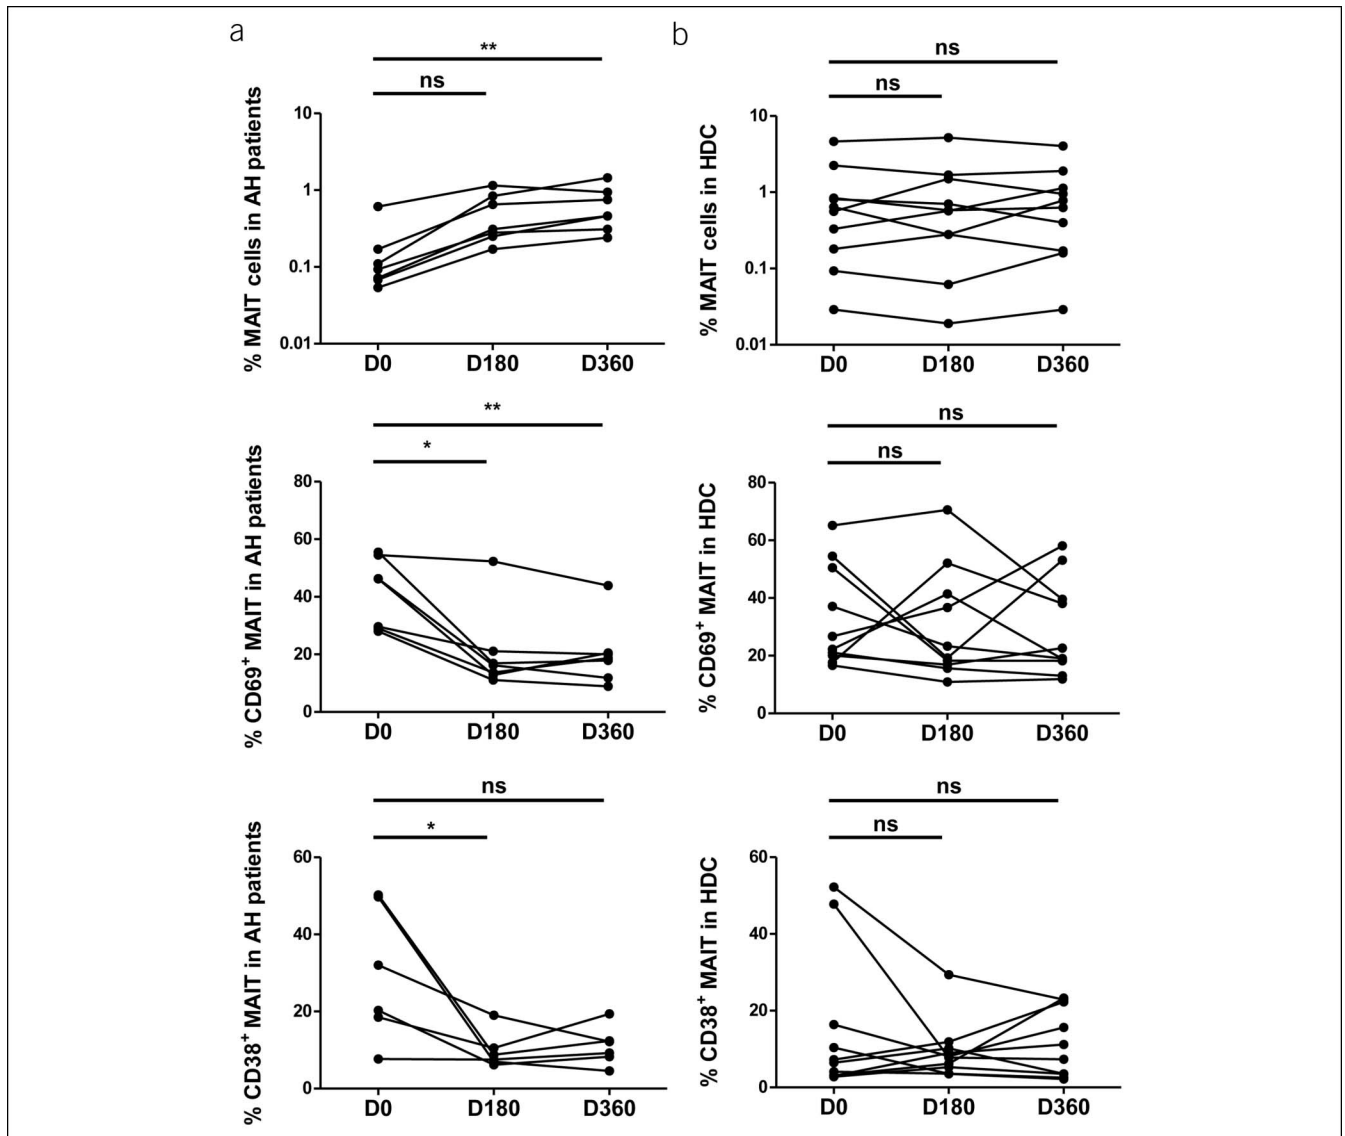 a
**
ns
% MAIT cells in AH patients
10
1
0.1
0.01
D0 D180 D360
b
ns
ns
% MAIT cells in HDC
10
1
0.1
0.01
D0 D180 D360
**
*
% CD69+ MAIT in AH patients
80
60
40
20
0
D0 D180 D360
ns
ns
% CD69+ MAIT in HDC
80
60
40
20
0
D0 D180 D360
ns
*
% CD38+ MAIT in AH patients
60
40
20
0
D0 D180 D360
ns
ns
% CD38+ MAIT in HDC
60
40
20
0
D0 D180 D360